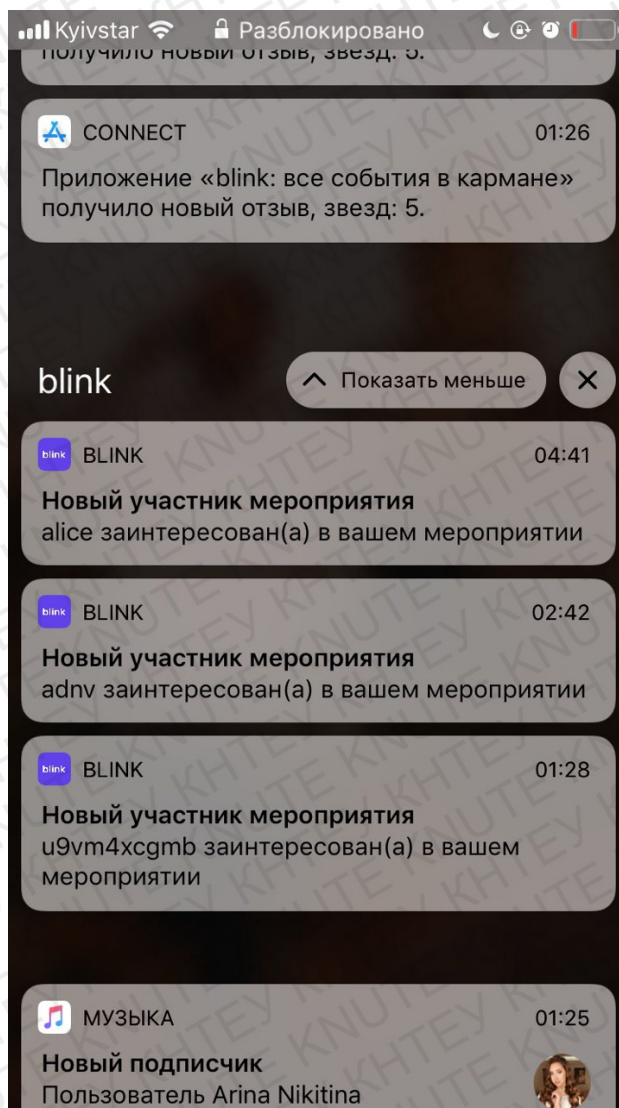 Kyivstar Разблокировано
получило новый отзыв, звезд: 5.
CONNECT 01:26
Приложение «blink: все события в кармане»
получило новый отзыв, звезд: 5.
blink Показать меньше
blink BLINK 04:41
Новый участник мероприятия
alice заинтересован(а) в вашем мероприятии
blink BLINK 02:42
Новый участник мероприятия
adnv заинтересован(а) в вашем мероприятии
blink BLINK 01:28
Новый участник мероприятия
u9vm4xcgmb заинтересован(а) в вашем
мероприятии
МУЗЫКА 01:25
Новый подписчик
Пользователь Arina Nikitina